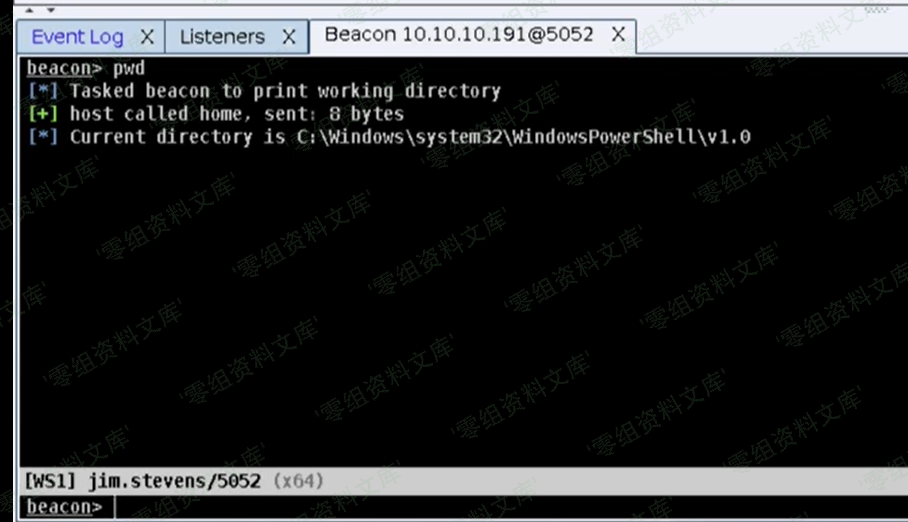 Event Log X Listeners X Beacon 10.10.10.191@5052 X
beacon> pwd
[*] Tasked beacon to print working directory
[+] host called home, sent: 8 bytes
[*] Current directory is C:\Windows\system32\WindowsPowerShell\v1.0
[WS1] jim.stevens/5052 (x64)
beacon>
'零组资料文库'